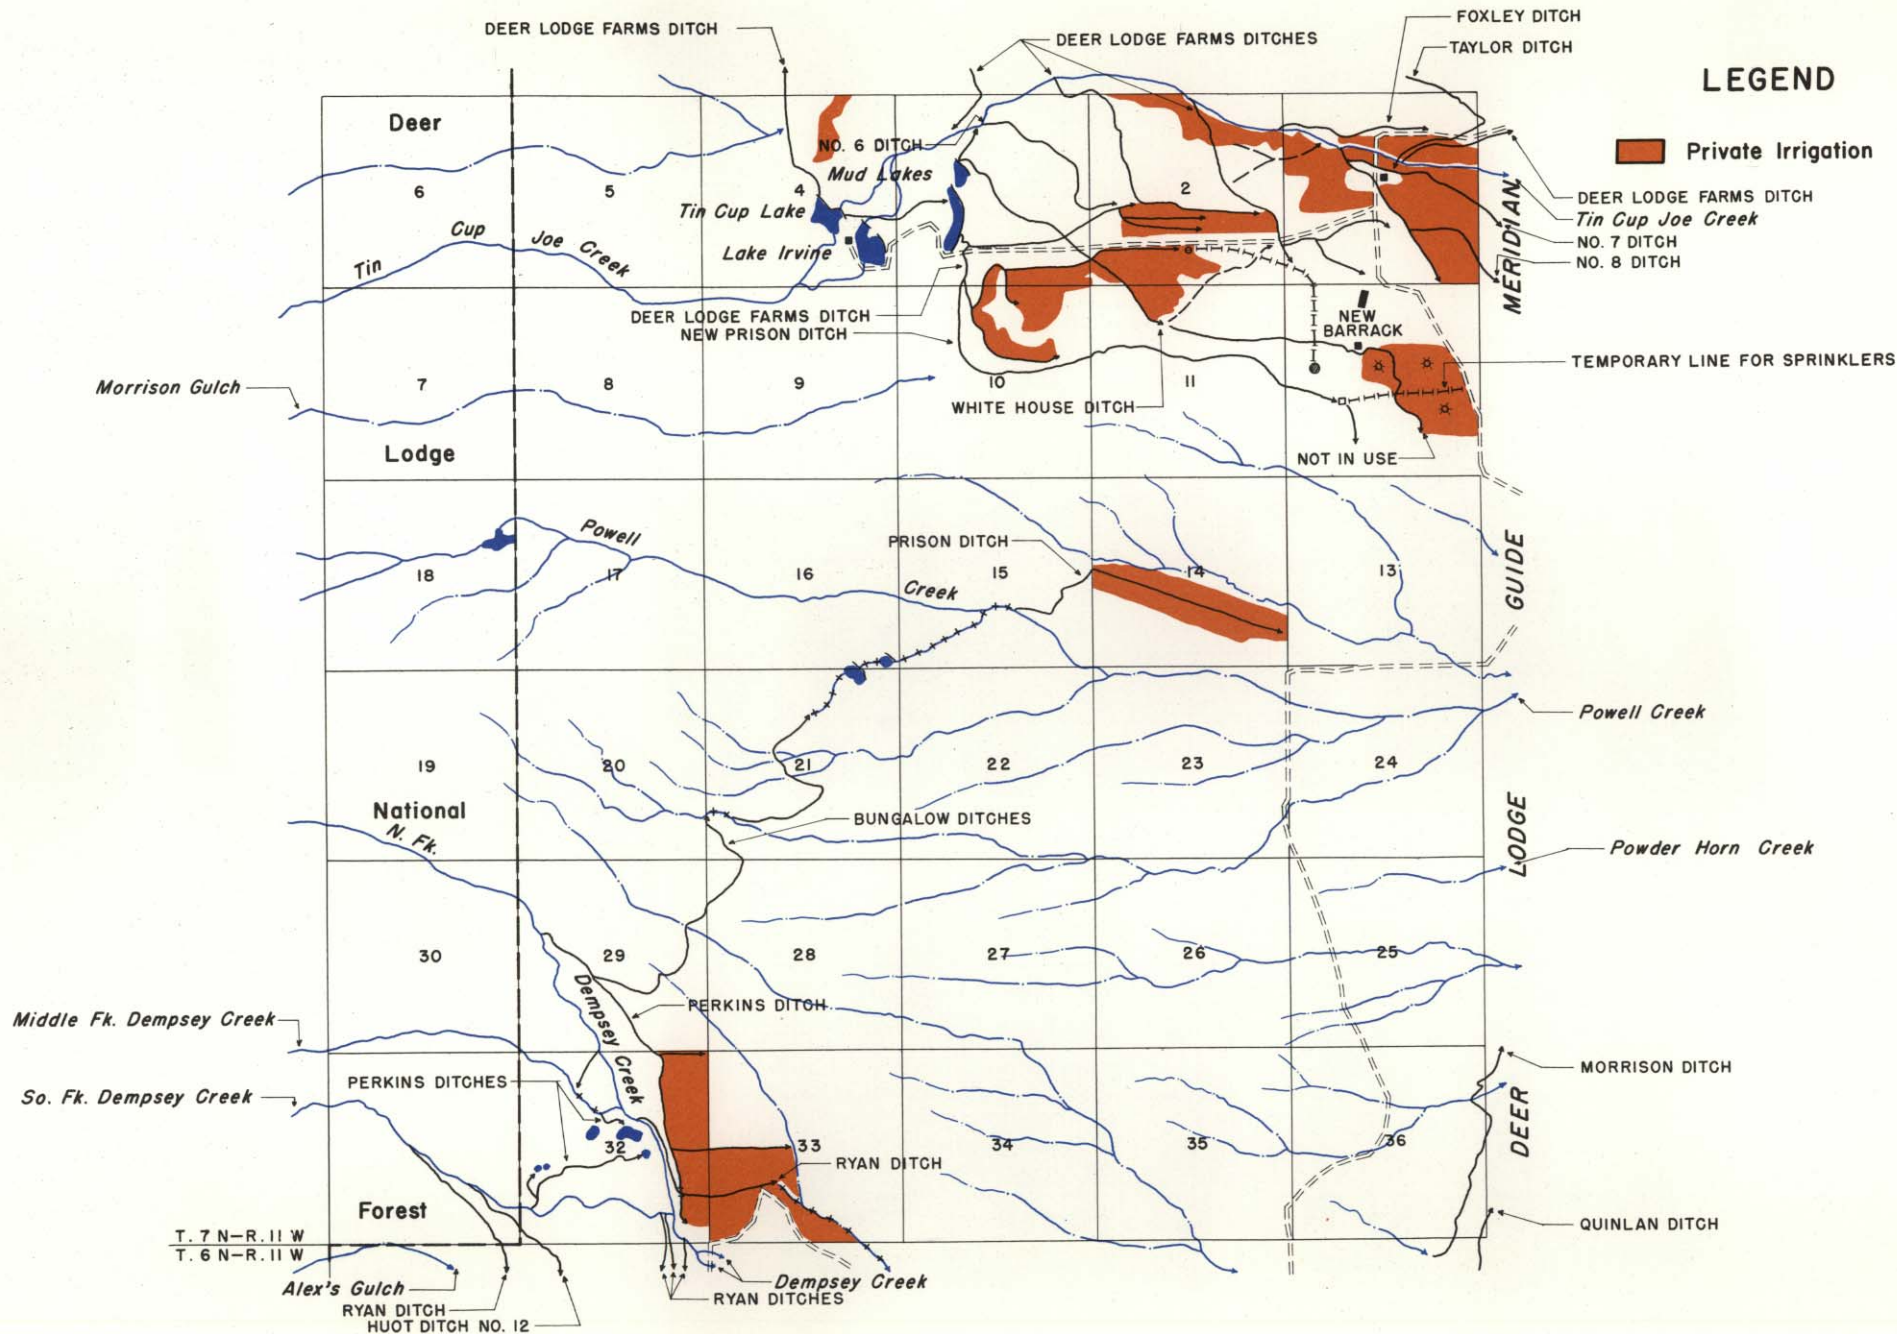 FOXLEY DITCH
DEER LODGE FARMS DITCH
DEER LODGE FARMS DITCHES
TAYLOR DITCH
LEGEND
Private Irrigation
Deer
NO. 6 DITCH
Mud Lakes
6
5
4
2
Tin Cup Lake
DEER LODGE FARMS DITCH
Tin Cup Joe Creek
NO. 7 DITCH
NO. 8 DITCH
Tin Cup Joe Creek
Lake Irvine
MERIDIAN
DEER LODGE FARMS DITCH
NEW PRISON DITCH
NEW
BARRACK
TEMPORARY LINE FOR SPRINKLERS
Morrison Gulch
7
8
9
10
11
WHITE HOUSE DITCH
Lodge
NOT IN USE
Powell
Creek
PRISON DITCH
GUIDE
18
17
16
15
14
13
Powell Creek
19
20
21
22
23
24
National
N. Fk.
BUNGALOW DITCHES
LODGE
Powder Horn Creek
30
29
28
27
26
25
Dempsey Creek
PERKINS DITCH
Middle Fk. Dempsey Creek
MORRISON DITCH
PERKINS DITCHES
So. Fk. Dempsey Creek
DEER
32
33
34
35
36
RYAN DITCH
Forest
QUINLAN DITCH
T. 7 N-R. 11 W
T. 6 N-R. 11 W
Alex's Gulch
Dempsey Creek
RYAN DITCH
RYAN DITCHES
HUOT DITCH NO. 12